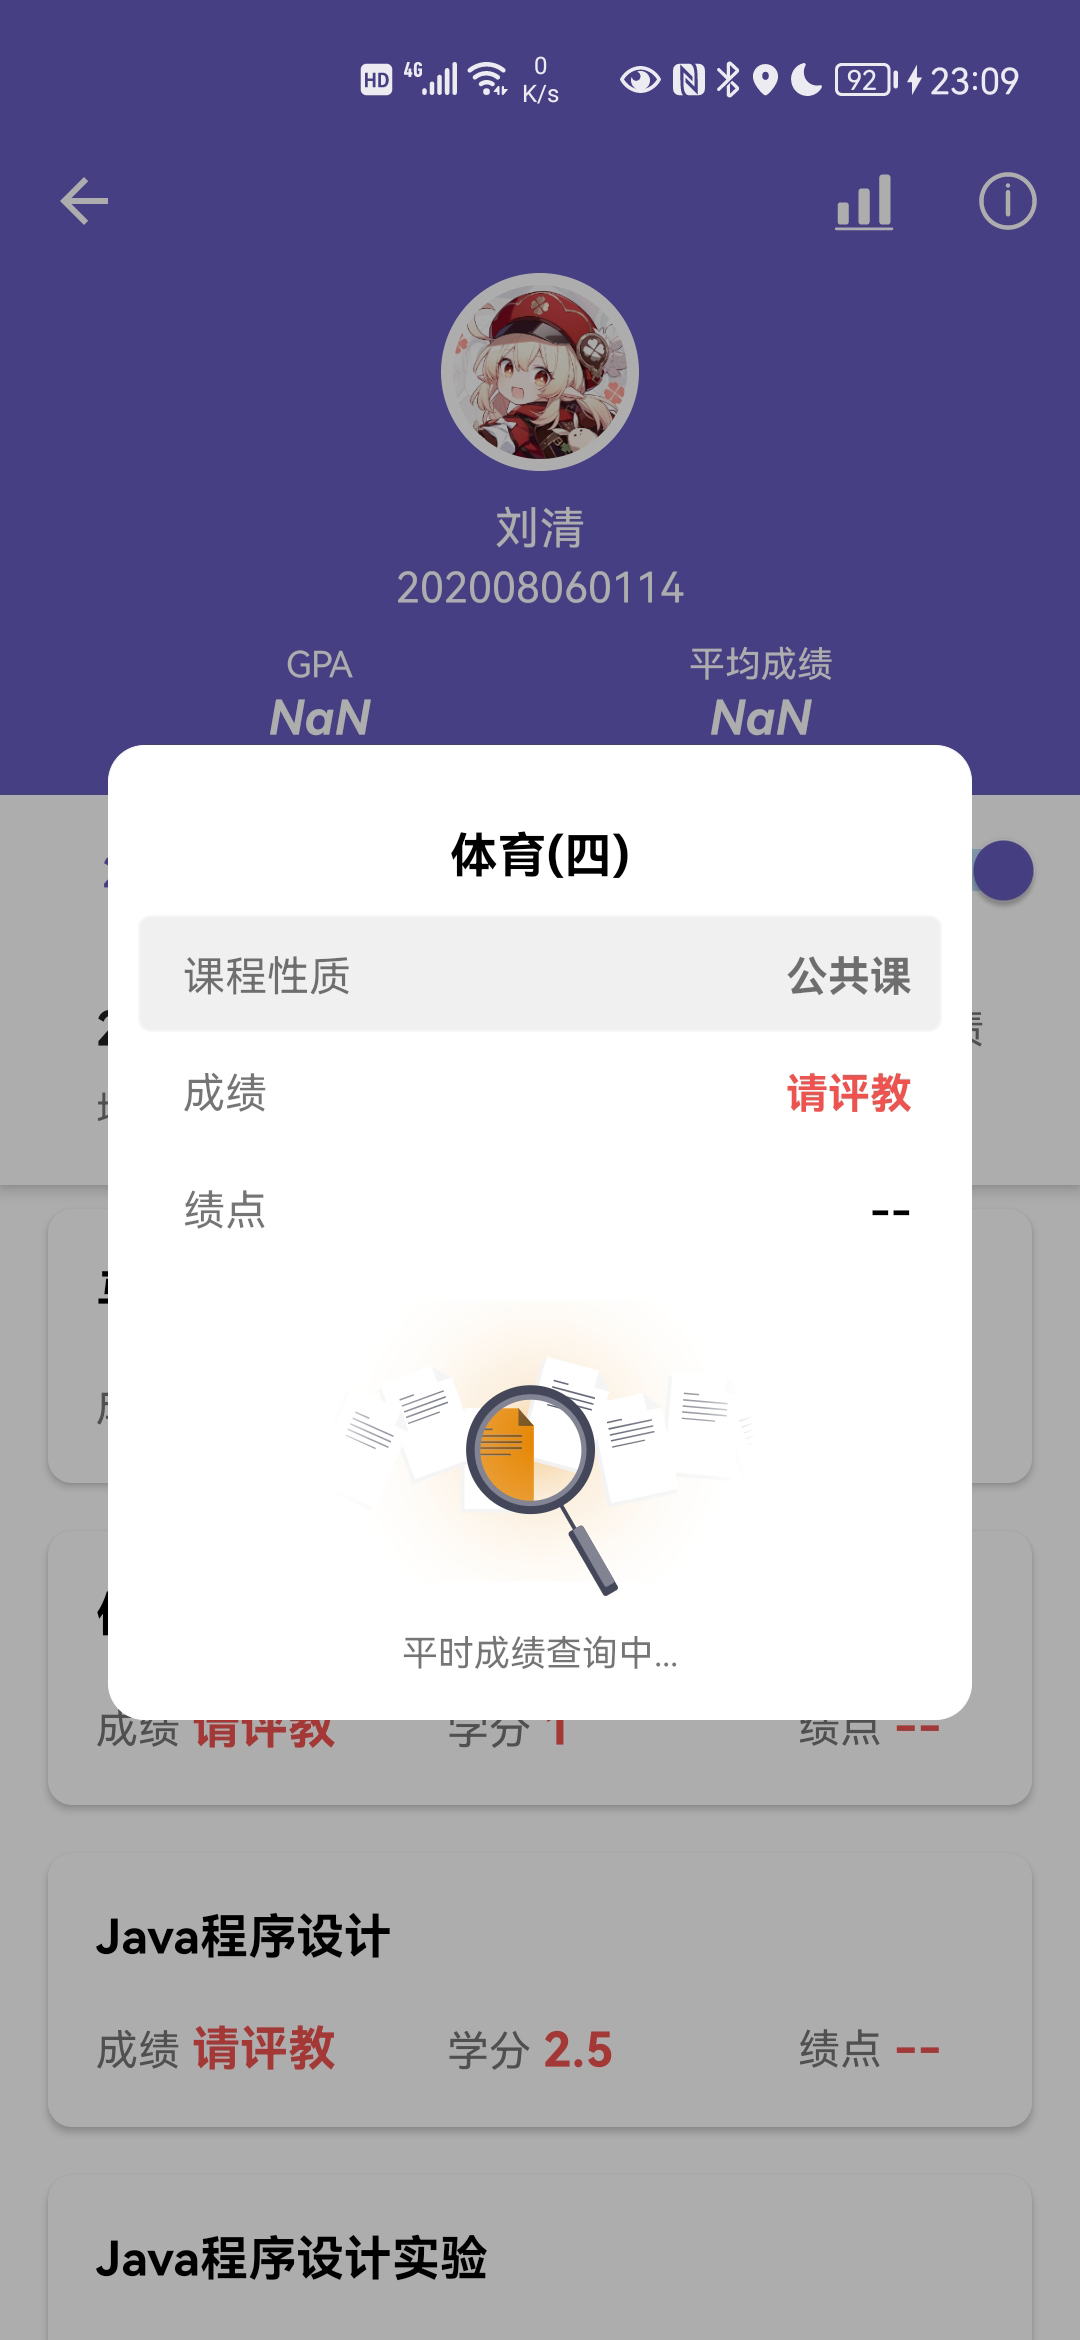 HD 4G 0 K/s 92 23:09
刘清
202008060114
GPA 平均成绩
NaN NaN
体育(四)
课程性质 公共课
成绩 请评教
绩点 --
平时成绩查询中...
成绩 请评教 学分 1 绩点 --
Java程序设计
成绩 请评教 学分 2.5 绩点 --
Java程序设计实验